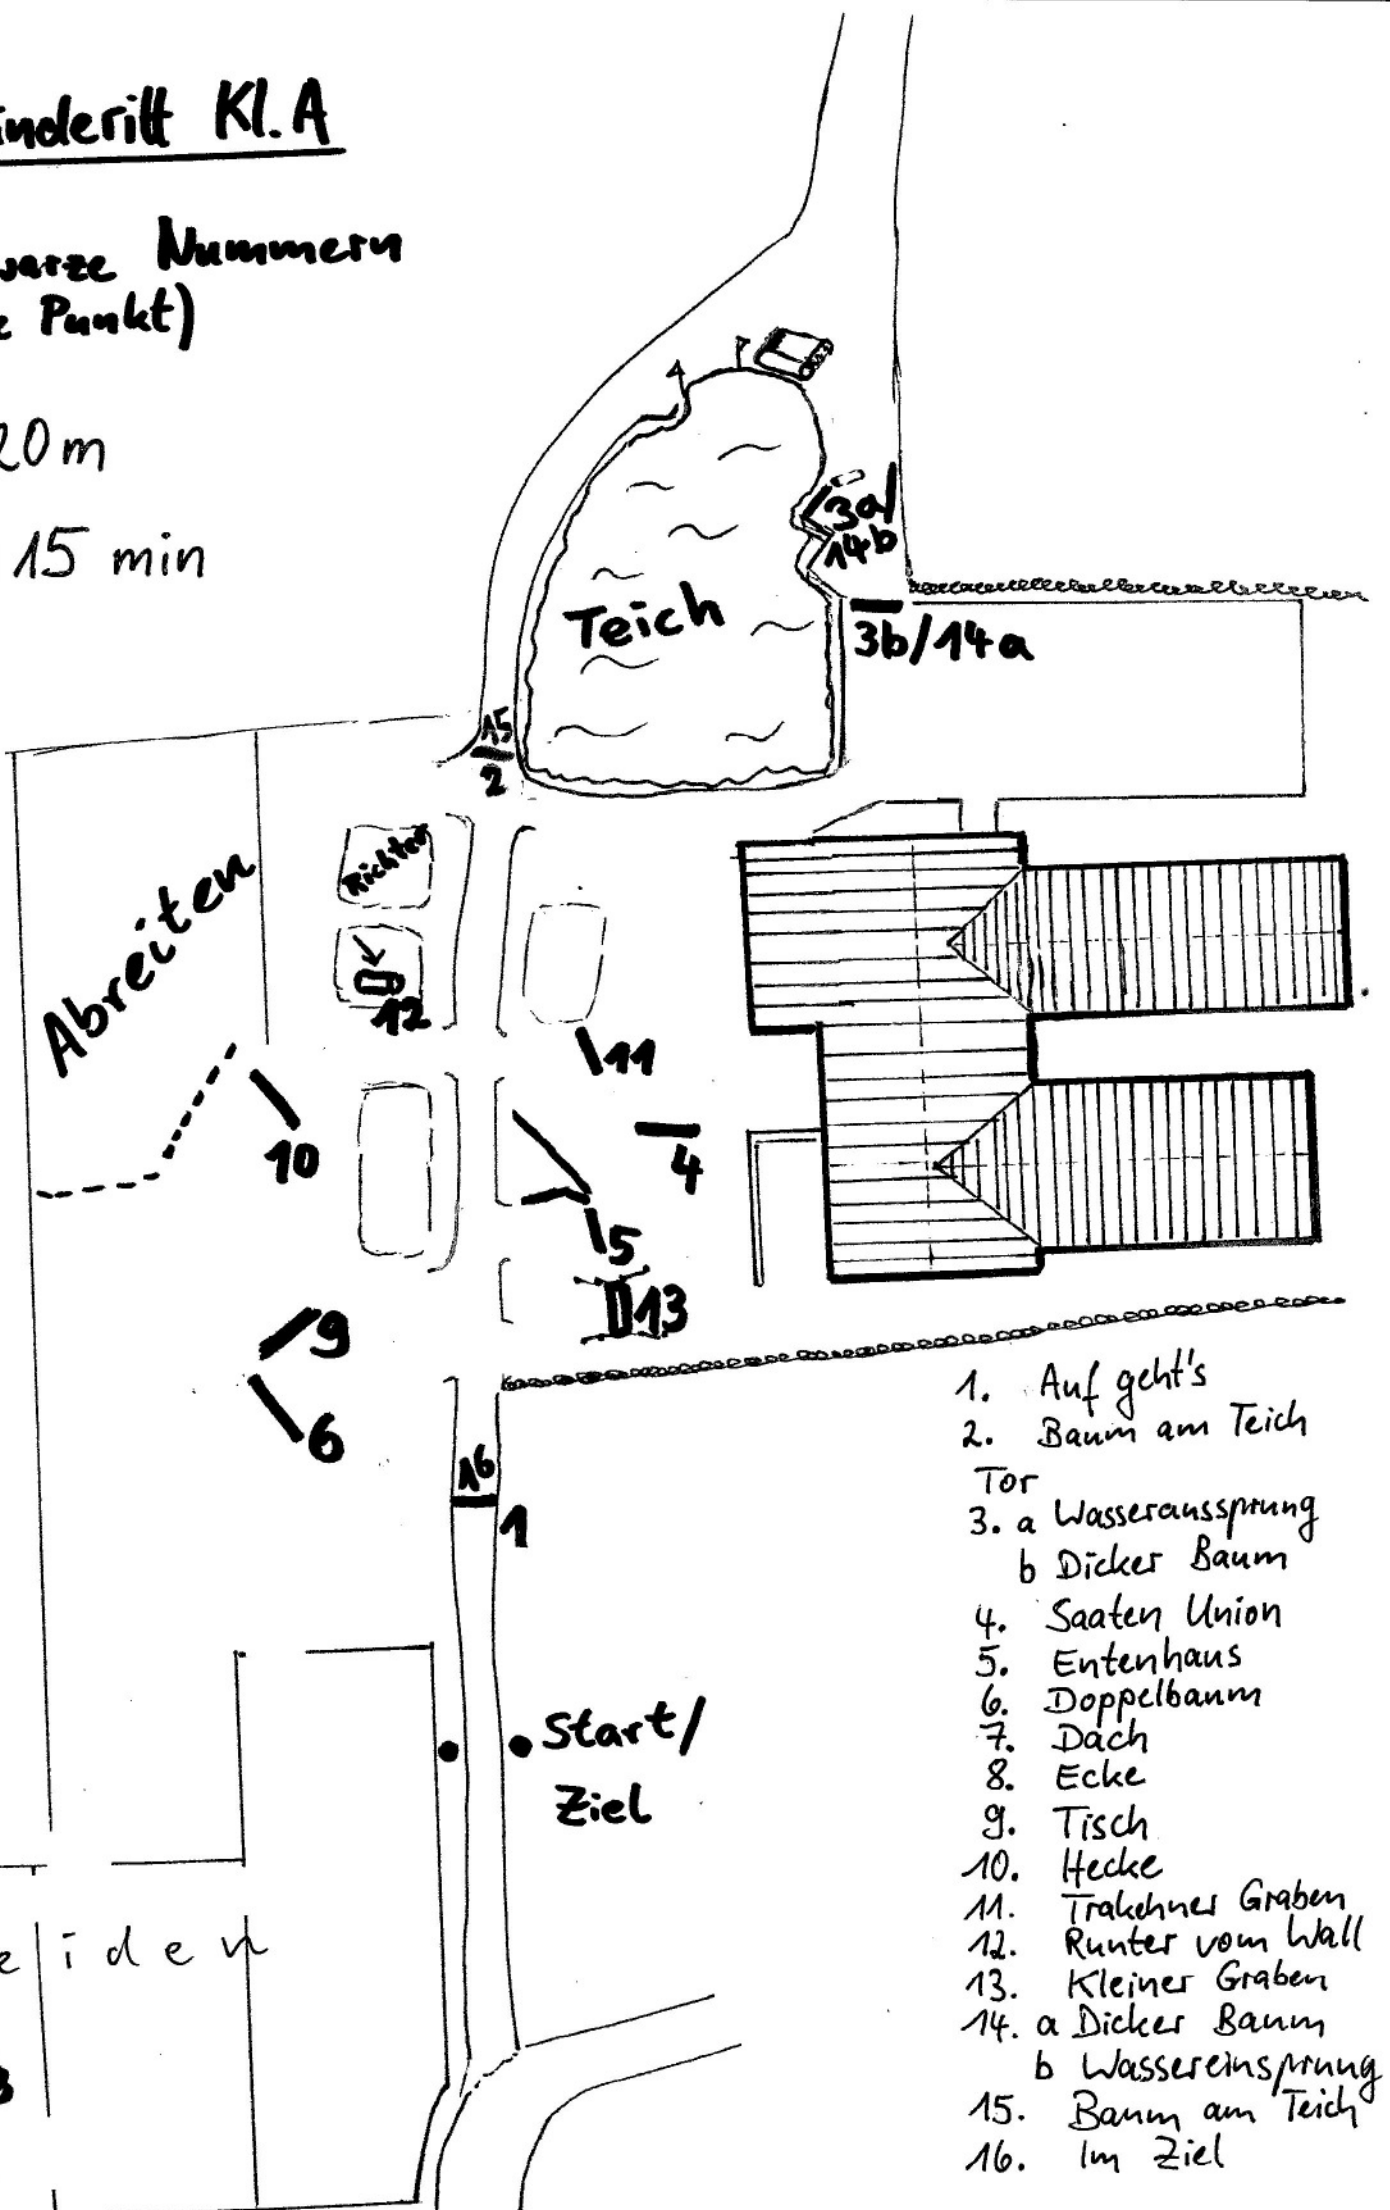 inderitt Kl. A
warze Nummern
e Punkt)
20m
15 min
3a/
14b
Teich
3b/14a
15
2
Richter
Abreiten
12
11
10
4
5
13
9
6
16
1
Start/
Ziel
eiden
1. Auf geht's
2. Baum am Teich
Tor
3. a Wasseraussprung
b Dicker Baum
4. Saaten Union
5. Entenhaus
6. Doppelbaum
7. Dach
8. Ecke
9. Tisch
10. Hecke
11. Trakehner Graben
12. Runter vom Wall
13. Kleiner Graben
14. a Dicker Baum
b Wassereinsprung
15. Baum am Teich
16. Im Ziel